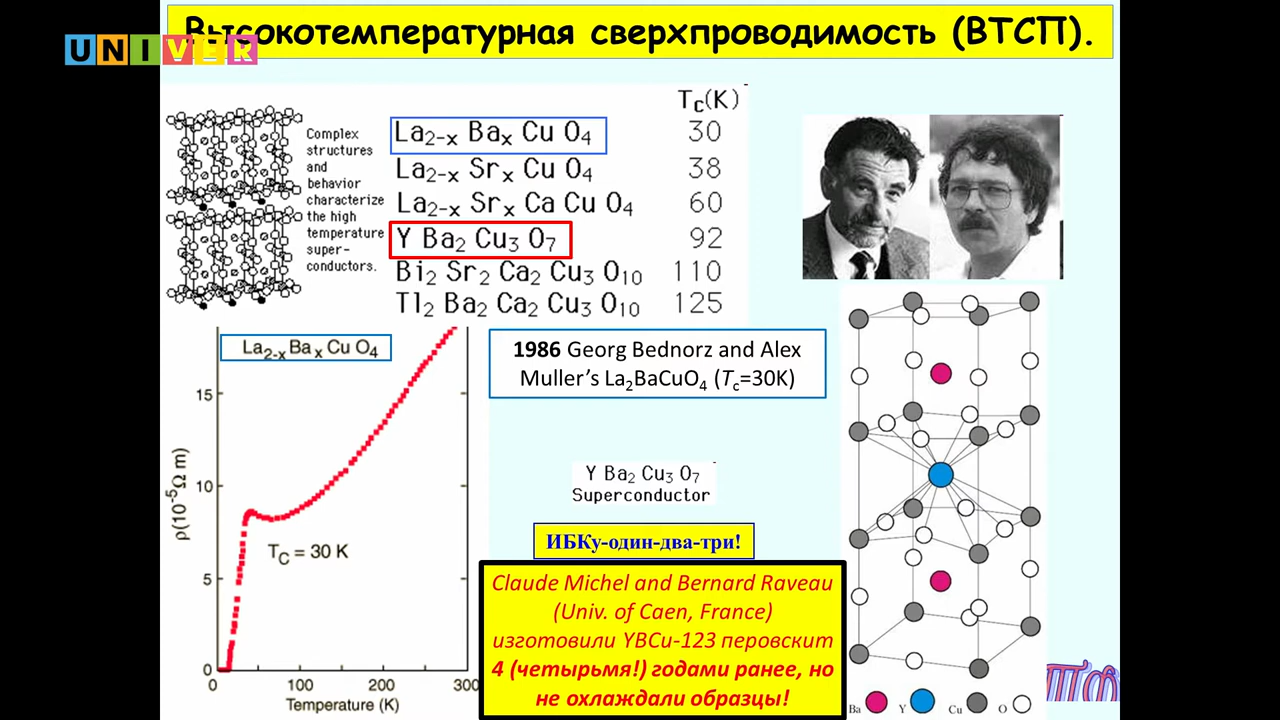 Высокотемпературная сверхпроводимость (ВТСП).
UNIVER
Complex
structures
and
behavior
characterize
the high
temperature
super-
conductors.
Tc(K)
La2-x Bax Cu O4 30
La2-x Srx Cu O4 38
La2-x Srx Ca Cu O4 60
Y Ba2 Cu3 O7 92
Bi2 Sr2 Ca2 Cu3 O10 110
Tl2 Ba2 Ca2 Cu3 O10 125
La2-x Bax Cu O4
1986 Georg Bednorz and Alex
Muller's La2BaCuO4 (Tc=30K)
15
10
5
0
ρ(10-5Ω m)
TC = 30 K
0 100 200 300
Temperature (K)
Y Ba2 Cu3 O7
Superconductor
ИБКу-один-два-три!
Claude Michel and Bernard Raveau
(Univ. of Caen, France)
изготовили YBCu-123 перовскит
4 (четырьмя!) годами ранее, но
не охлаждали образцы!
Ba Y Cu O